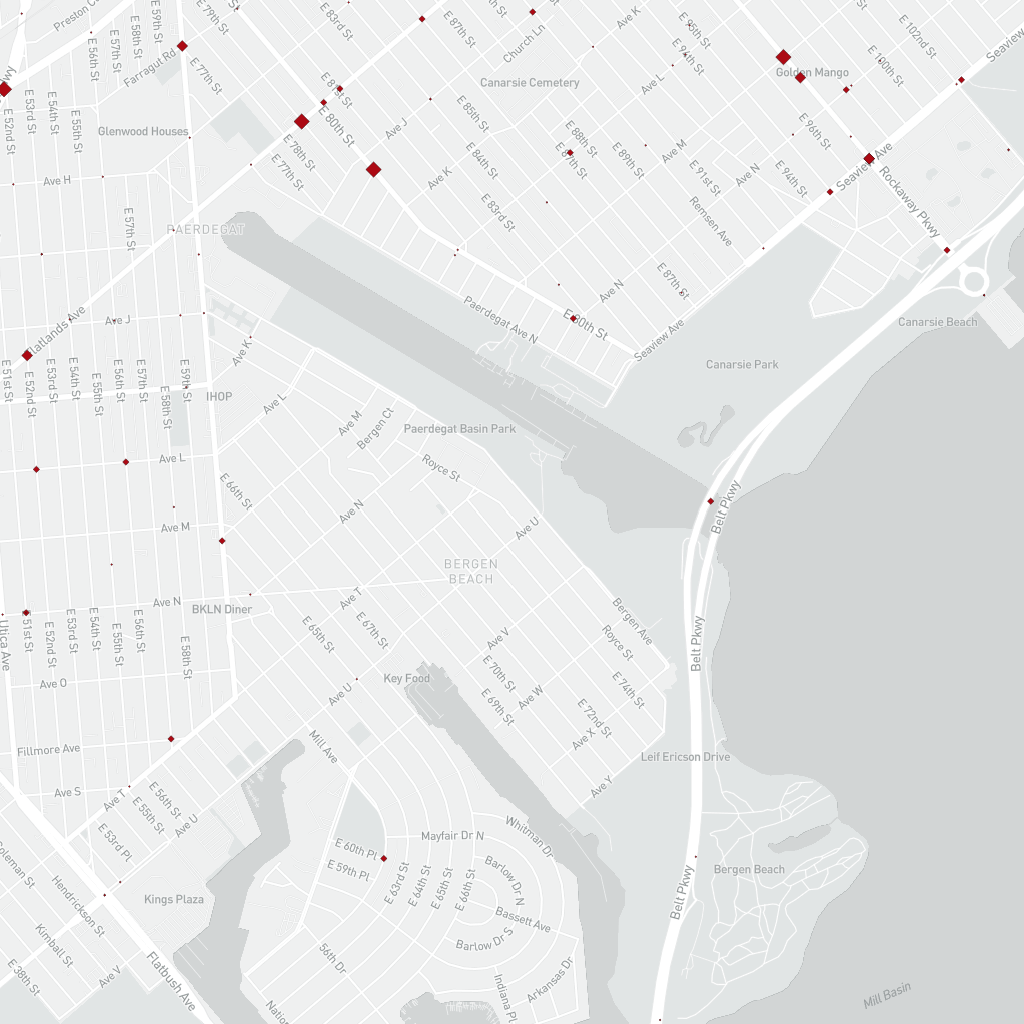 Preston C
E 59th St
E 58th St
E 57th St
E 56th St
Farragut Rd
E 77th St
E 83rd St
E 87th St
Church Ln
Ave K
E 95th St
E 94th St
E 102nd St
Seaview
wy
E 52nd St
E 53rd St
E 54th St
E 55th St
Glenwood Houses
E 81st St
E 80th St
Ave J
Canarsie Cemetery
Ave L
Golden Mango
E 100th St
E 78th St
E 77th St
E 85th St
E 84th St
E 88th St
E 87th St
E 89th St
Ave M
E 91st St
Ave N
E 96th St
E 94th St
Seaview Ave
Ave H
E 57th St
PAERDEGAT
Ave K
E 83rd St
Remsen Ave
Rockaway Pkwy
E 87th St
Ave N
Flatlands Ave
Ave J
Ave K
Paerdegat Ave N
E 80th St
Seaview Ave
Canarsie Beach
Canarsie Park
E 51st St
E 52nd St
E 53rd St
E 54th St
E 55th St
E 56th St
E 57th St
E 58th St
E 59th St
IHOP
Ave L
Ave M
Bergen Ct
Paerdegat Basin Park
Ave L
Royce St
E 66th St
Ave N
Ave U
Ave M
Belt Pkwy
BERGEN
BEACH
Ave N
BKLN Diner
Ave T
E 67th St
E 65th St
Bergen Ave
Royce St
Utica Ave
E 51st St
E 52nd St
E 53rd St
E 54th St
E 55th St
E 56th St
E 58th St
Belt Pkwy
Ave V
Ave O
Key Food
Ave U
E 70th St
E 69th St
Ave W
E 74th St
E 72nd St
Ave X
Fillmore Ave
Mill Ave
Leif Ericson Drive
Ave S
Ave T
E 56th St
E 55th St
Ave U
E 53rd Pl
Ave Y
Mayfair Dr N
Whitman Dr
E 60th Pl
E 59th Pl
E 63rd St
E 64th St
E 65th St
E 66th St
Barlow Dr N
Bergen Beach
Coleman St
Hendrickson St
Kings Plaza
Belt Pkwy
Bassett Ave
Barlow Dr S
Kimball St
E 38th St
Ave V
Flatbush Ave
56th Dr
Indiana Pl
Arkansas Dr
Nation
Mill Basin